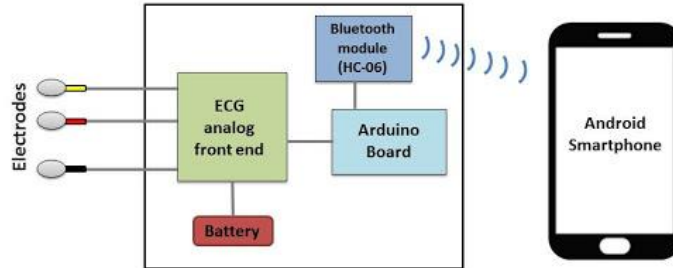 Electrodes
ECG
analog
front end
Battery
Bluetooth
module
(HC-06)
Arduino
Board
Android
Smartphone